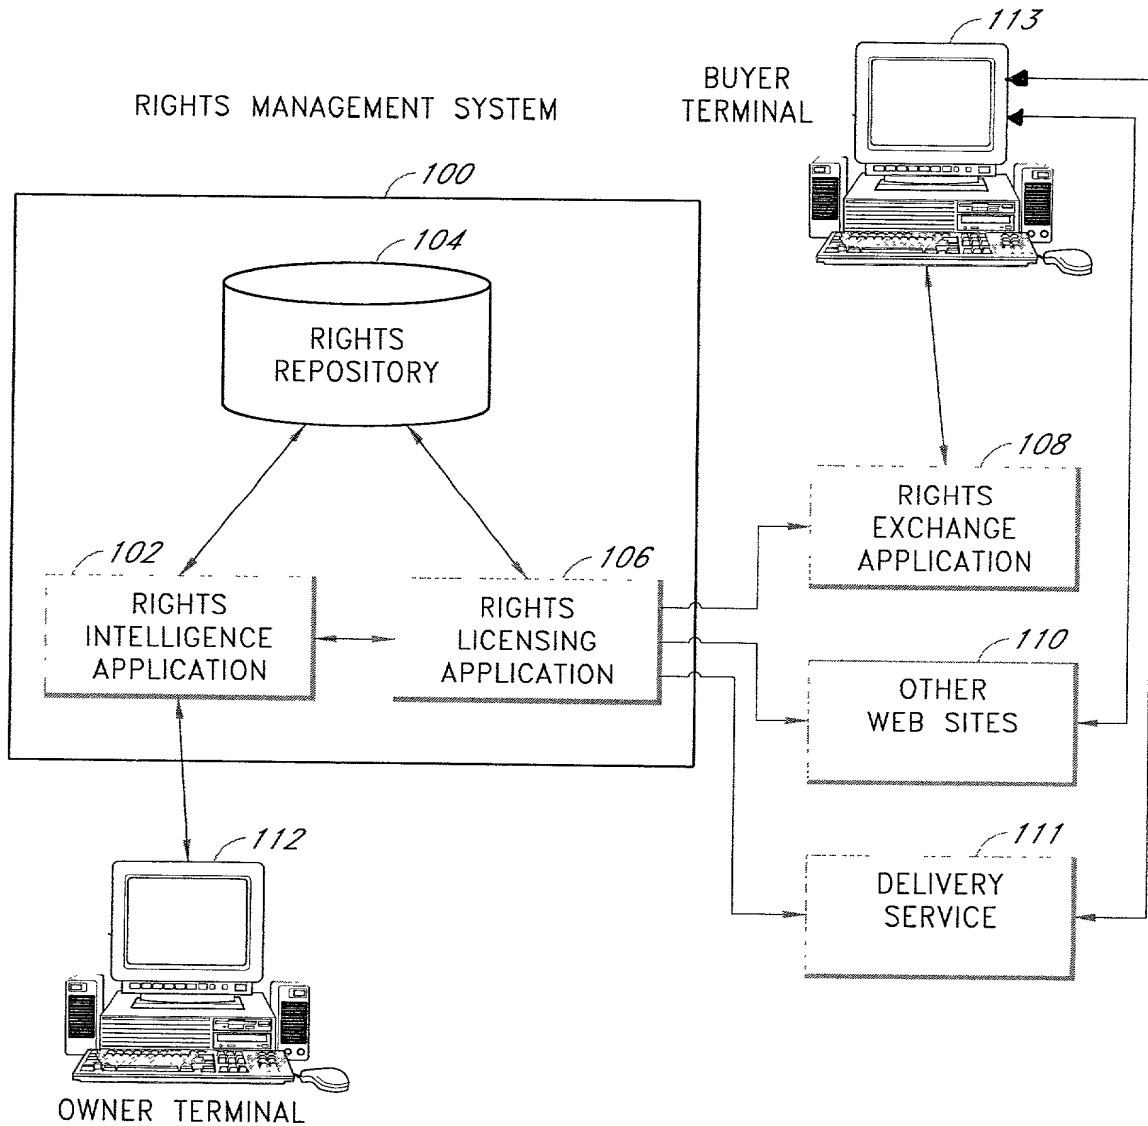 113
BUYER
TERMINAL
RIGHTS MANAGEMENT SYSTEM
100
104
RIGHTS
REPOSITORY
108
RIGHTS
EXCHANGE
APPLICATION
102
RIGHTS
INTELLIGENCE
APPLICATION
106
RIGHTS
LICENSING
APPLICATION
110
OTHER
WEB SITES
111
DELIVERY
SERVICE
112
OWNER TERMINAL